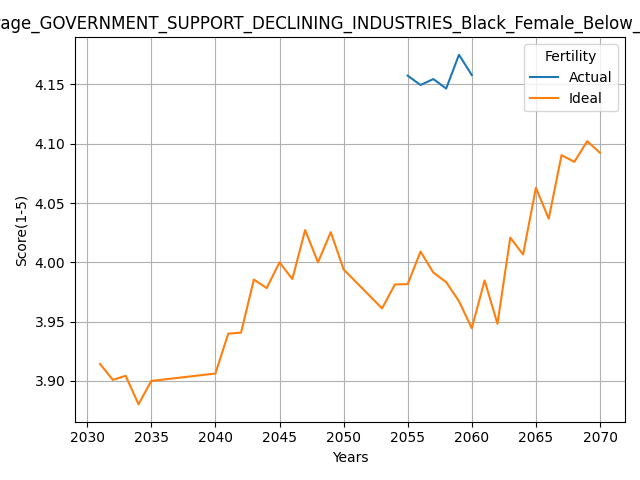 rage_GOVERNMENT_SUPPORT_DECLINING_INDUSTRIES_Black_Female_Below_
Fertility
Actual
Ideal
4.15
4.10
4.05
4.00
3.95
3.90
Score(1-5)
2030 2035 2040 2045 2050 2055 2060 2065 2070
Years